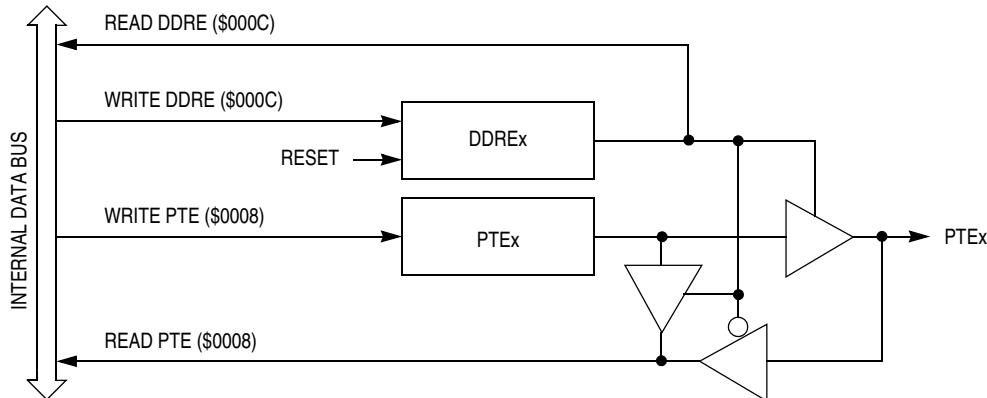 READ DDRE ($000C)
WRITE DDRE ($000C)
DDREx
RESET
WRITE PTE ($0008)
PTEx
PTEx
READ PTE ($0008)
INTERNAL DATA BUS